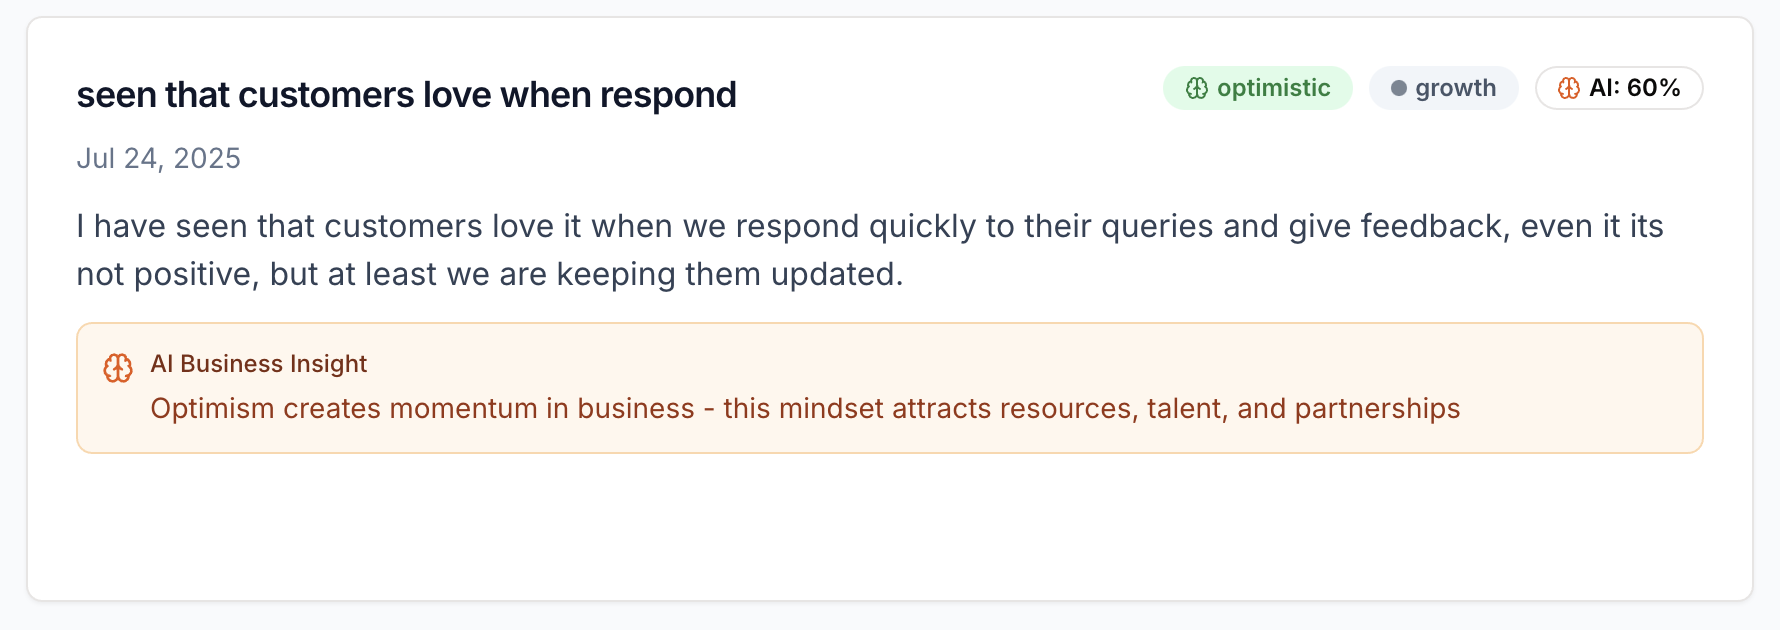 seen that customers love when respond
optimistic
growth
AI: 60%
Jul 24, 2025
I have seen that customers love it when we respond quickly to their queries and give feedback, even it its
not positive, but at least we are keeping them updated.
AI Business Insight
Optimism creates momentum in business - this mindset attracts resources, talent, and partnerships